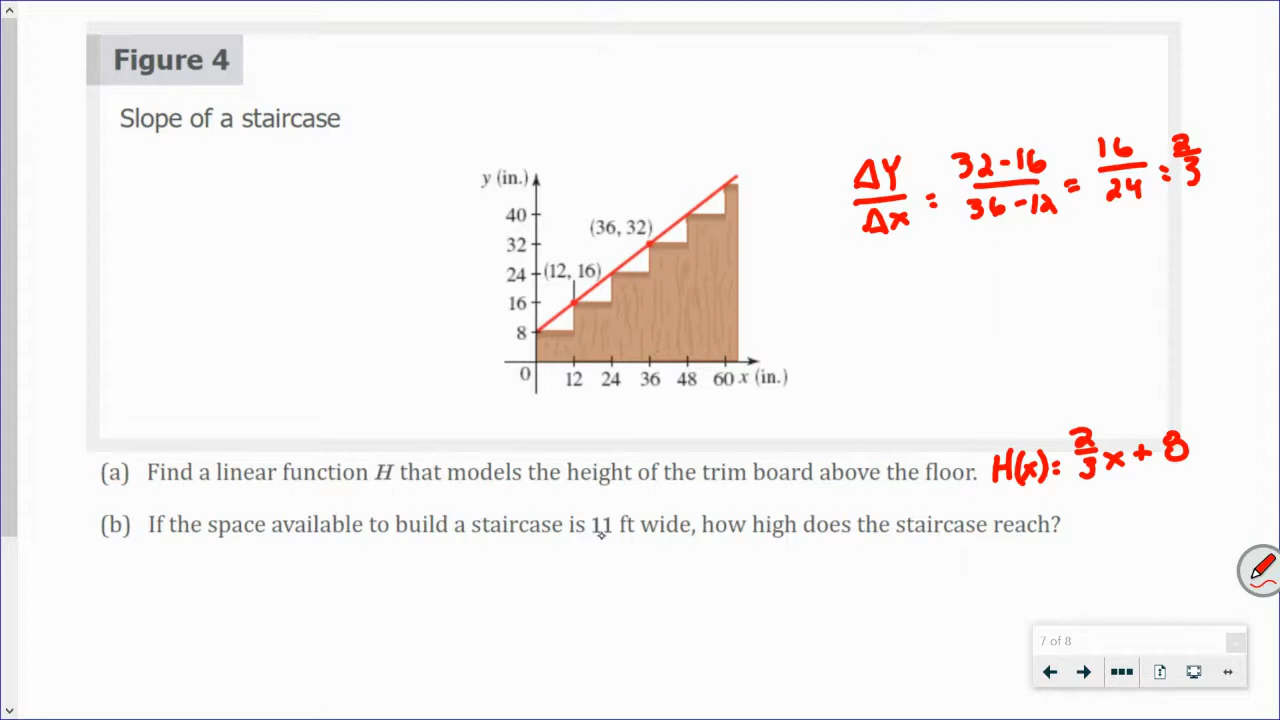 Figure 4
Slope of a staircase
y (in.)
40
32
24
16
8
0
12 24 36 48 60 x (in.)
(36, 32)
(12, 16)
ΔY/Δx = 32-16/36-12 = 16/24 = 2/3
(a) Find a linear function H that models the height of the trim board above the floor. H(x) = 2/3 x + 8
(b) If the space available to build a staircase is 11 ft wide, how high does the staircase reach?
7 of 8